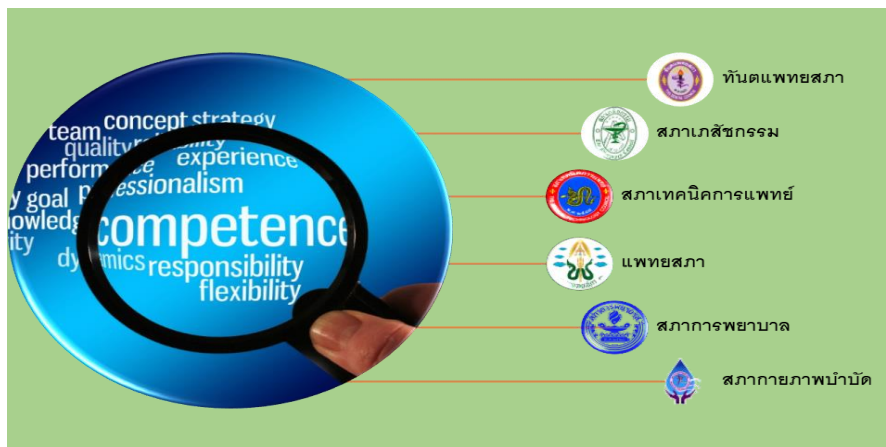 team concept strategy
quality
performance experience
goal professionalism
competence
dynamics responsibility
flexibility
ทันตแพทยสภา
สภาเภสัชกรรม
สภาเทคนิคการแพทย์
แพทยสภา
สภาการพยาบาล
สภากายภาพบำบัด